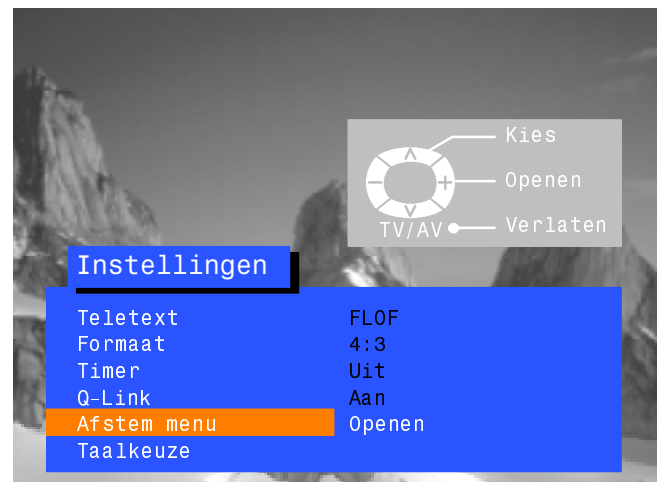 Kies
Openen
TV/AV Verlaten
Instellingen
Teletext FLOF
Formaat 4:3
Timer Uit
Q-Link Aan
Afstem menu Openen
Taalkeuze